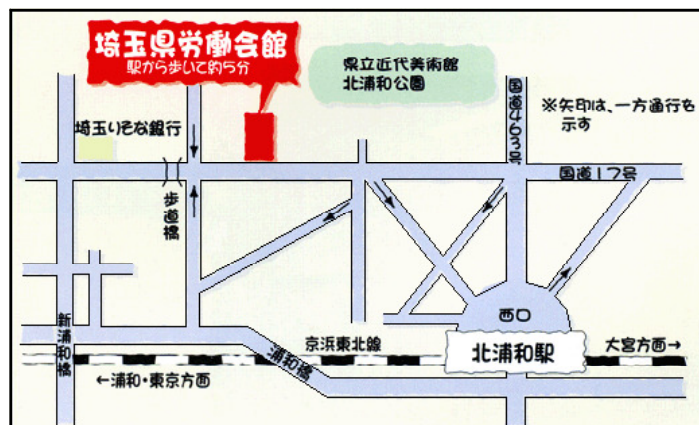 埼玉県労働会館
駅から歩いて約5分
県立近代美術館
北浦和公園
国道463号
※矢印は、一方通行を
示す
埼玉りそな銀行
国道17号
歩道橋
西口
新浦和橋
京浜東北線
浦和橋
北浦和駅
大宮方面→
←浦和・東京方面